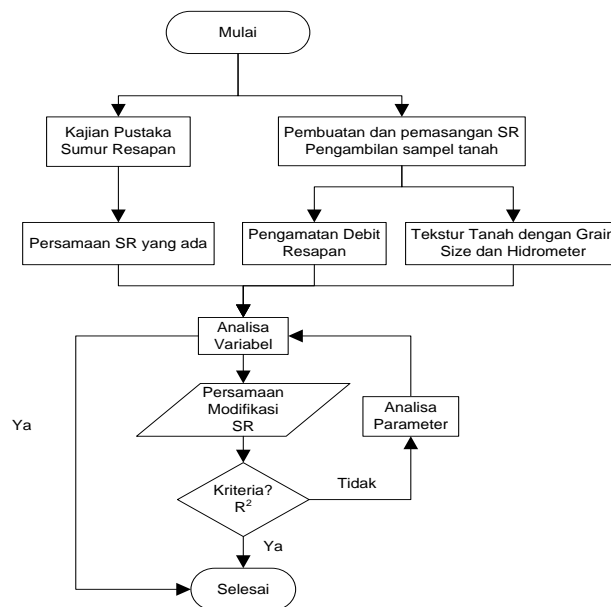 Mulai
Kajian Pustaka
Sumur Resapan
Pembuatan dan pemasangan SR
Pengambilan sampel tanah
Persamaan SR yang ada
Pengamatan Debit
Resapan
Tekstur Tanah dengan Grain
Size dan Hidrometer
Analisa
Variabel
Persamaan
Modifikasi
SR
Analisa
Parameter
Ya
Kriteria?
R²
Tidak
Ya
Selesai